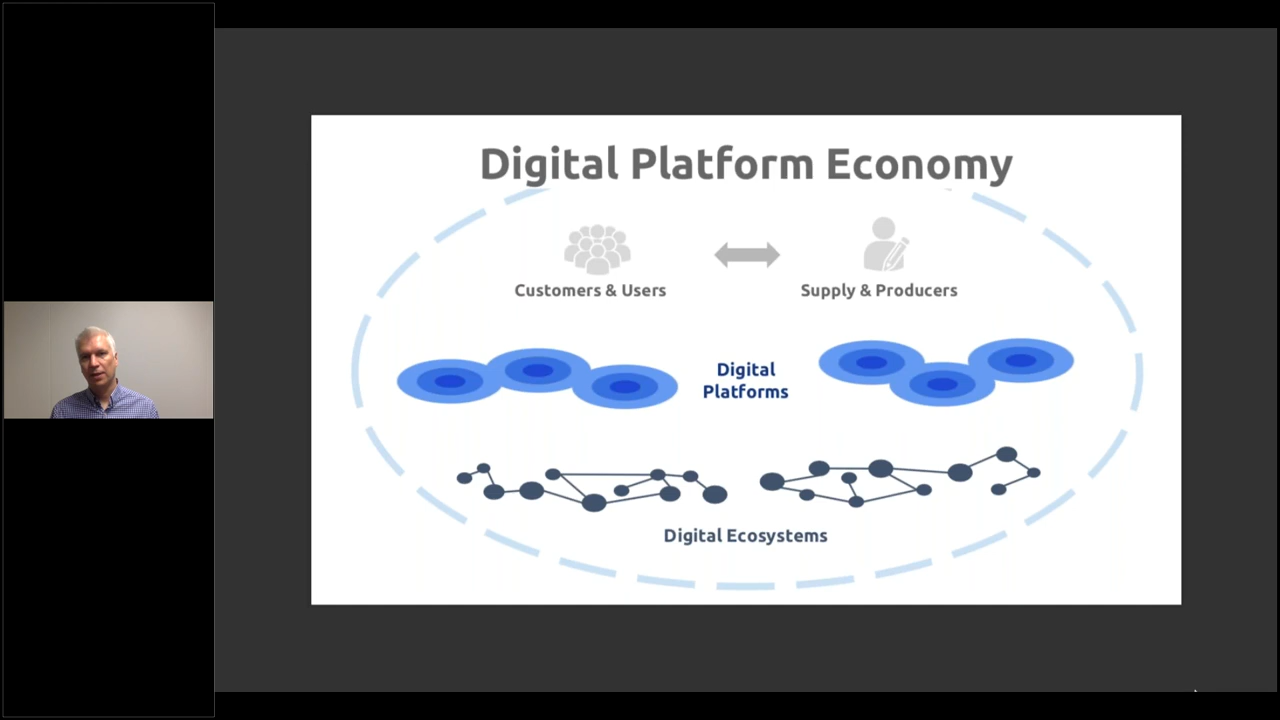 Digital Platform Economy
Customers & Users
Supply & Producers
Digital
Platforms
Digital Ecosystems